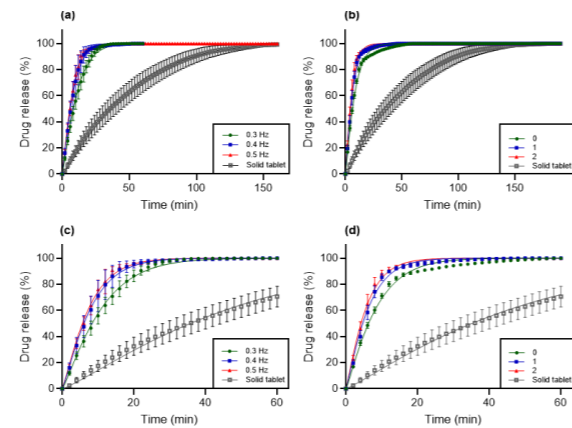 (a)
Drug release (%)
100
80
60
40
20
0
0.3 Hz
0.4 Hz
0.5 Hz
Solid tablet
0 50 100 150
Time (min)
(b)
Drug release (%)
100
80
60
40
20
0
0
1
2
Solid tablet
0 50 100 150
Time (min)
(c)
Drug release (%)
100
80
60
40
20
0
0.3 Hz
0.4 Hz
0.5 Hz
Solid tablet
0 20 40 60
Time (min)
(d)
Drug release (%)
100
80
60
40
20
0
0
1
2
Solid tablet
0 20 40 60
Time (min)